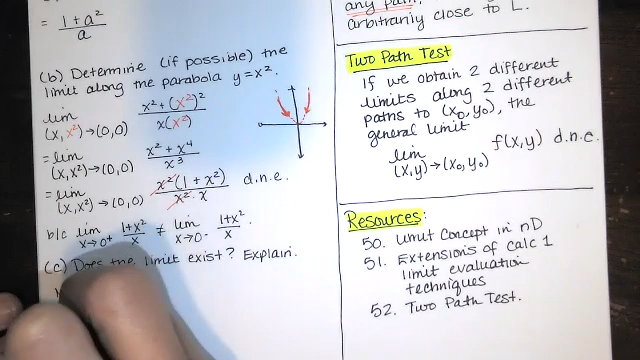 = (1+a²)/a
(b) Determine (if possible) the
limit along the parabola y=x².
lim (x,x²)→(0,0) (x²+(x²)²)/(x(x²))
=lim (x,x²)→(0,0) (x²+x⁴)/x³
=lim (x,x²)→(0,0) (x²(1+x²))/(x²·x) d.n.e.
b/c lim x→0⁺ (1+x²)/x ≠ lim x→0⁻ (1+x²)/x.
(c) Does the limit exist? Explain.
any path,
arbitrarily close to L.
Two Path Test
If we obtain 2 different
limits along 2 different
paths to (x₀,y₀), the
general limit
lim (x,y)→(x₀,y₀) f(x,y) d.n.e.
Resources:
50. Limit Concept in nD
51. Extensions of calc 1
limit evaluation
techniques
52. Two Path Test.